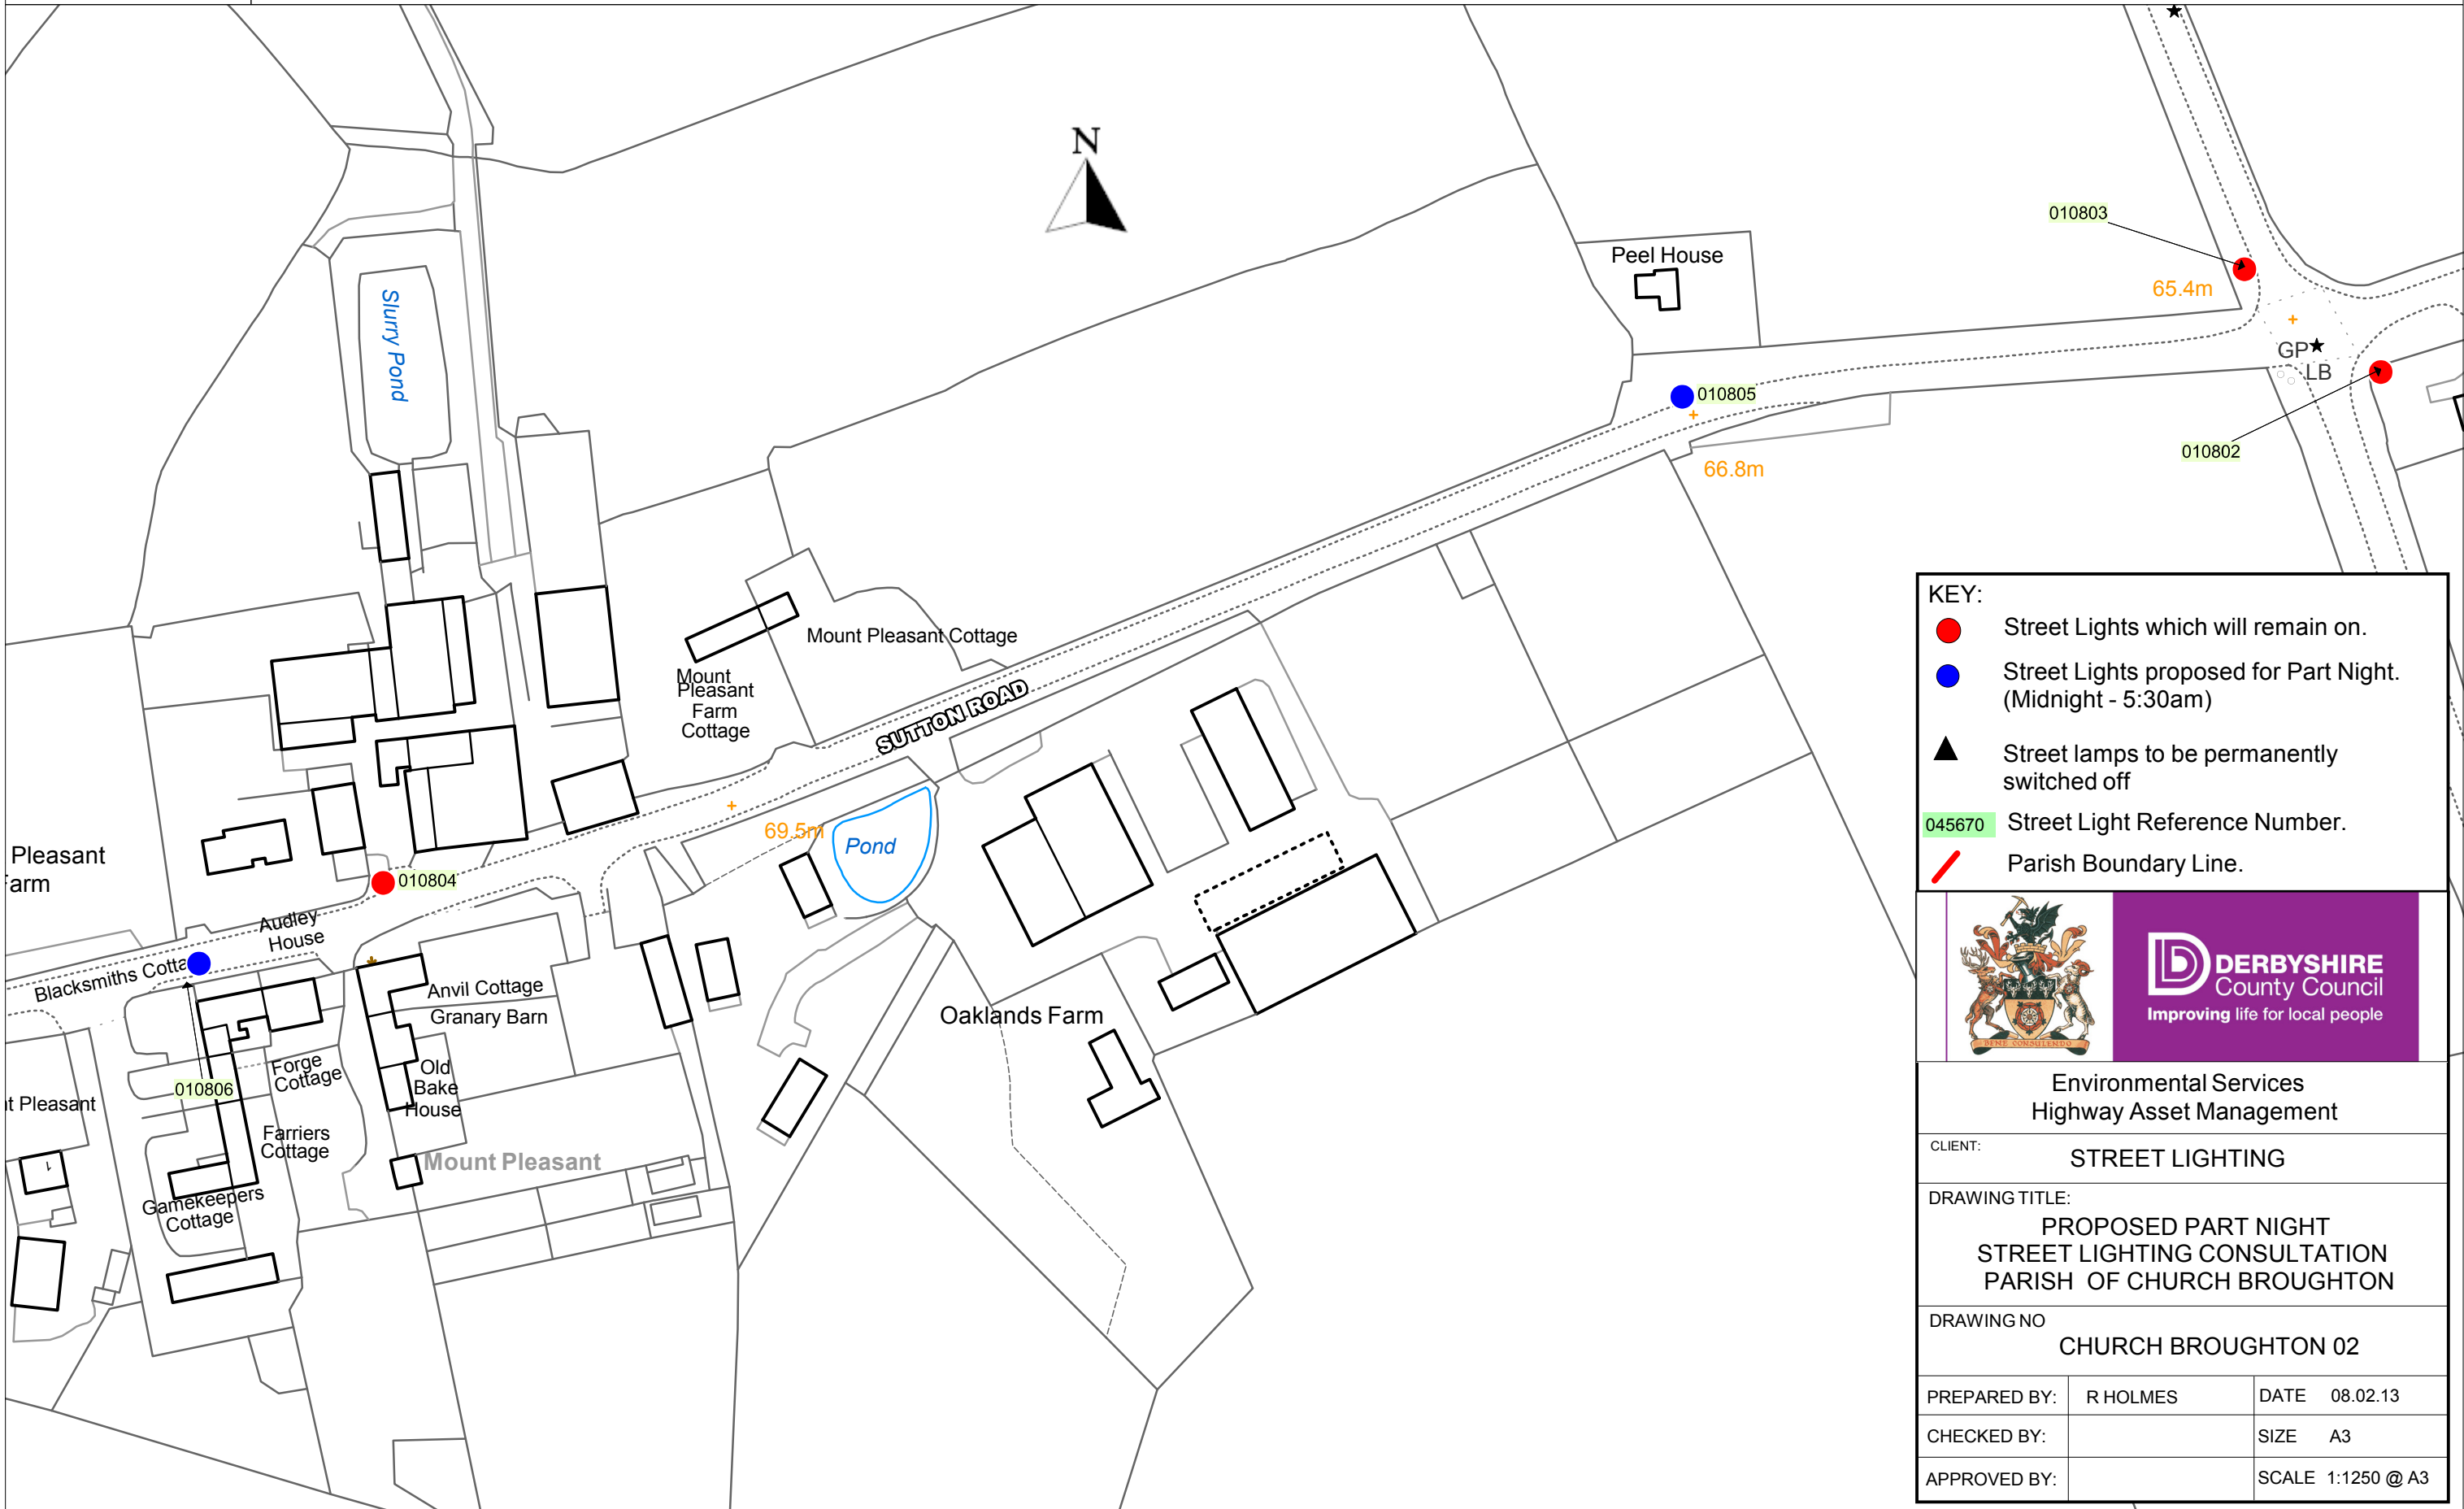 N
010803
Peel House
65.4m
Slurry Pond
GP
LB
010805
010802
66.8m
Mount Pleasant Cottage
Mount
Pleasant
Farm
Cottage
SUTTON ROAD
69.5m
Pond
Pleasant
Farm
010804
Audley
House
Blacksmiths Cotta
Anvil Cottage
Granary Barn
Oaklands Farm
Forge
Cottage
Old
Bake
House
010806
t Pleasant
Farriers
Cottage
1
Mount Pleasant
Gamekeepers
Cottage
KEY:
Street Lights which will remain on.
Street Lights proposed for Part Night.
(Midnight - 5:30am)
Street lamps to be permanently
switched off
045670 Street Light Reference Number.
Parish Boundary Line.
BENE CONSULENDO
DERBYSHIRE
County Council
Improving life for local people
Environmental Services
Highway Asset Management
CLIENT:
STREET LIGHTING
DRAWING TITLE:
PROPOSED PART NIGHT
STREET LIGHTING CONSULTATION
PARISH OF CHURCH BROUGHTON
DRAWING NO
CHURCH BROUGHTON 02
PREPARED BY: R HOLMES DATE 08.02.13
CHECKED BY: SIZE A3
APPROVED BY: SCALE 1:1250 @ A3